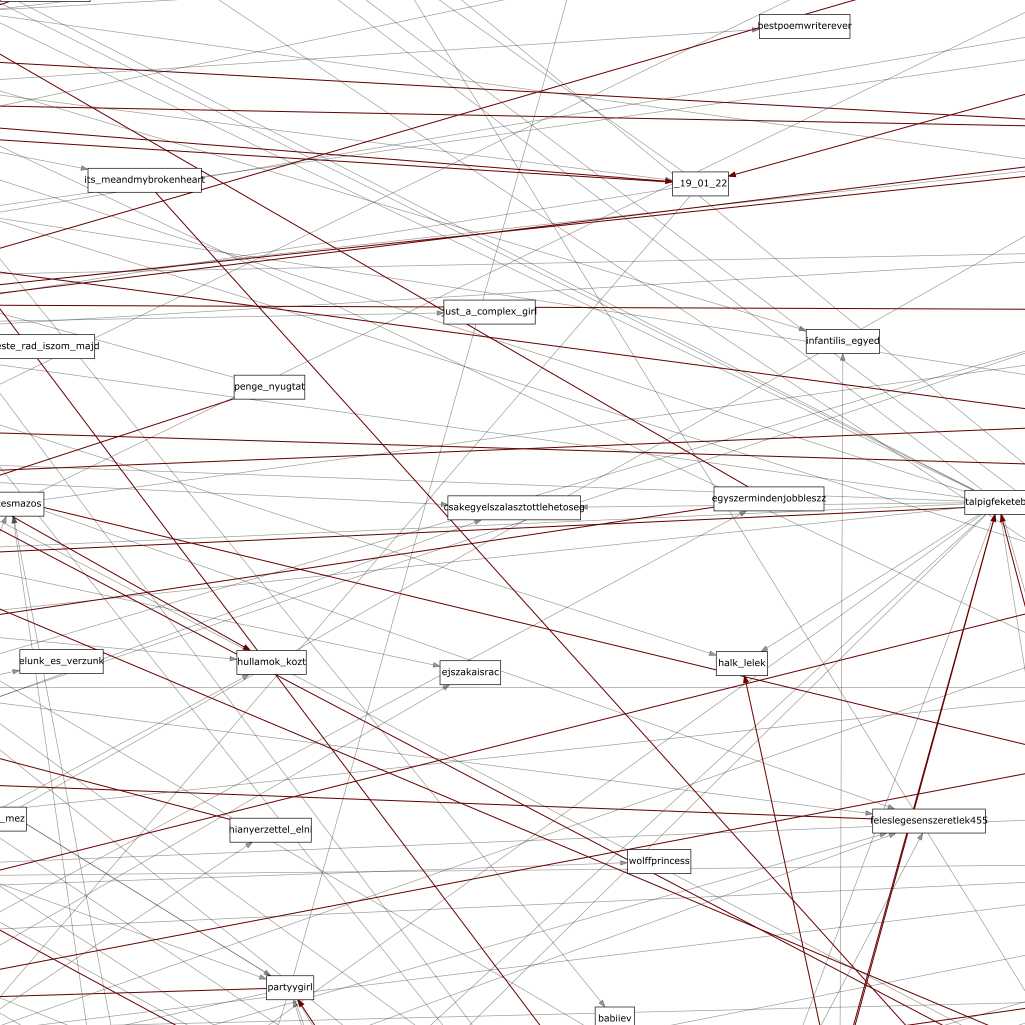 bestpoemwriterever
its_meandmybrokenheart
_19_01_22
just_a_complex_girl
este_rad_iszom_majd
infantilis_egyed
penge_nyugtat
esmazos
csakegyelszalasztottlehetoseg
egyszermindenjobbleszz
talpigfeketeb
elunk_es_verzunk
hullamok_kozt
ejszakaisrac
halk_lelek
_mez
hianyerzettel_elni
feleslegesenszeretlek455
wolffprincess
partyygirl
babiiev